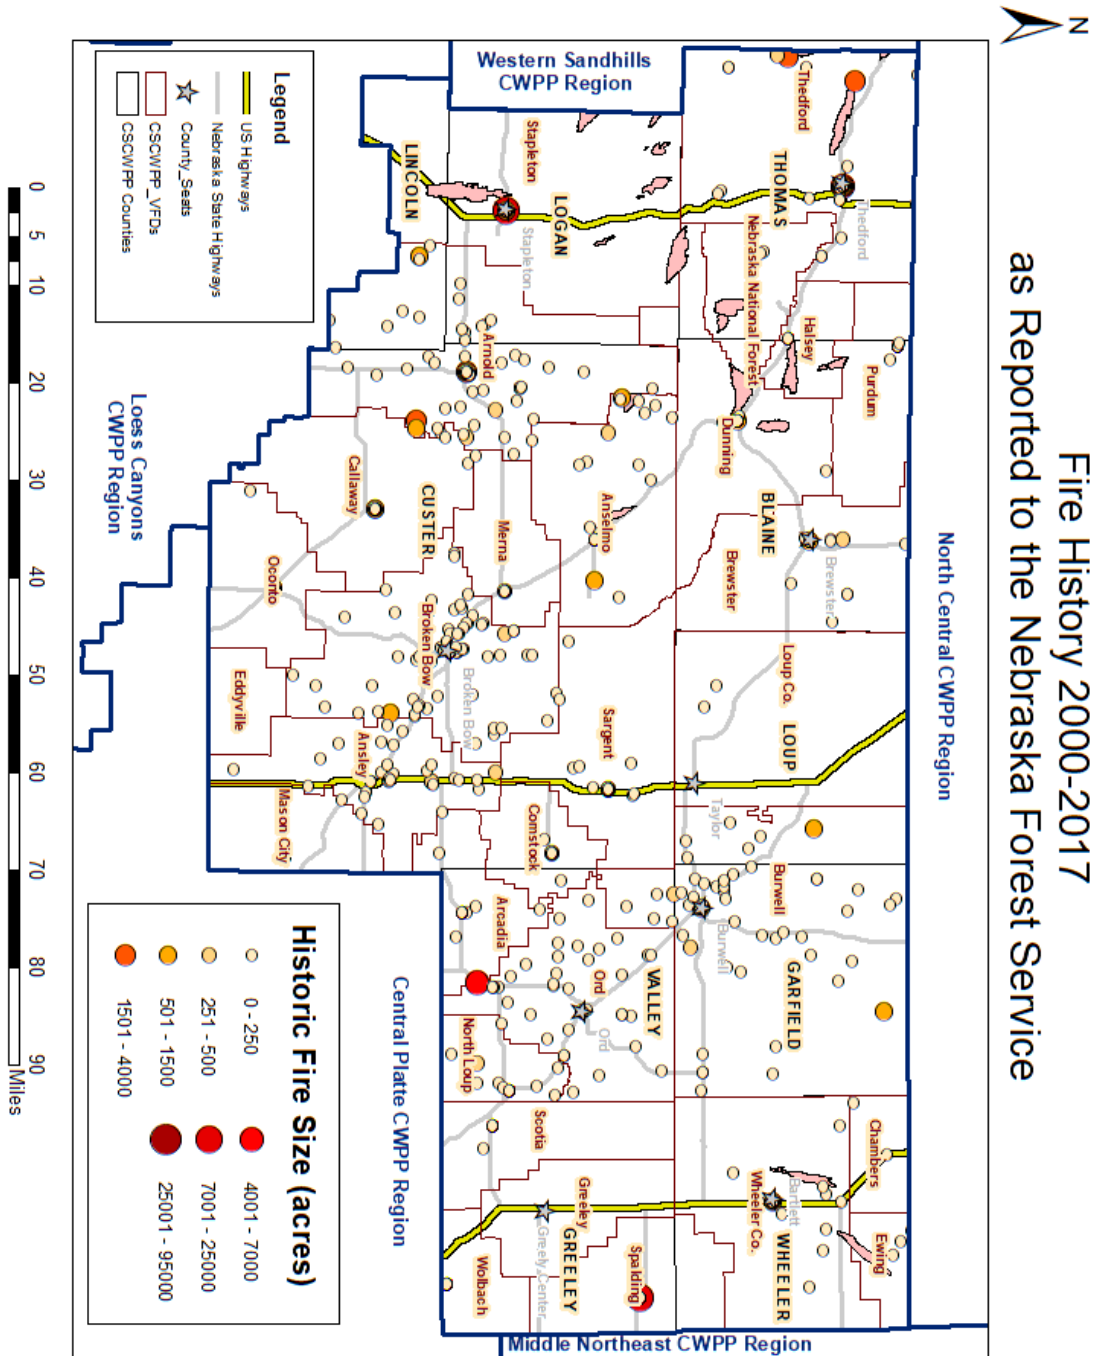 N
Fire History 2000-2017
as Reported to the Nebraska Forest Service
North Central CWPP Region
Western Sandhills
CWPP Region
Loess Canyons
CWPP Region
Central Platte CWPP Region
Middle Northeast CWPP Region
Thedford
Thedford
THOMAS
Nebraska National Forest
Halsey
Purdum
Dunning
BLAINE
Brewster
Brewster
Stapleton
Stapleton
LOGAN
LINCOLN
Arnold
Callaway
CUSTER
Merna
Anselmo
Oconto
Broken Bow
Broken Bow
Eddyville
Ansley
Mason City
Sargent
Comstock
Loup Co.
LOUP
Taylor
Burwell
Burwell
GARFIELD
Arcadia
Ord
Ord
VALLEY
North Loup
Scotia
Greeley
GREELEY
Greely Center
Wolbach
Spalding
Chambers
Bartlett
Wheeler Co.
WHEELER
Ewing
Legend
US Highways
Nebraska State Highways
County_Seats
CSCWPP_VFDs
CSCWPP Counties
Historic Fire Size (acres)
0 - 250
251 - 500
501 - 1500
1501 - 4000
4001 - 7000
7001 - 25000
25001 - 95000
0 5 10 20 30 40 50 60 70 80 90
Miles